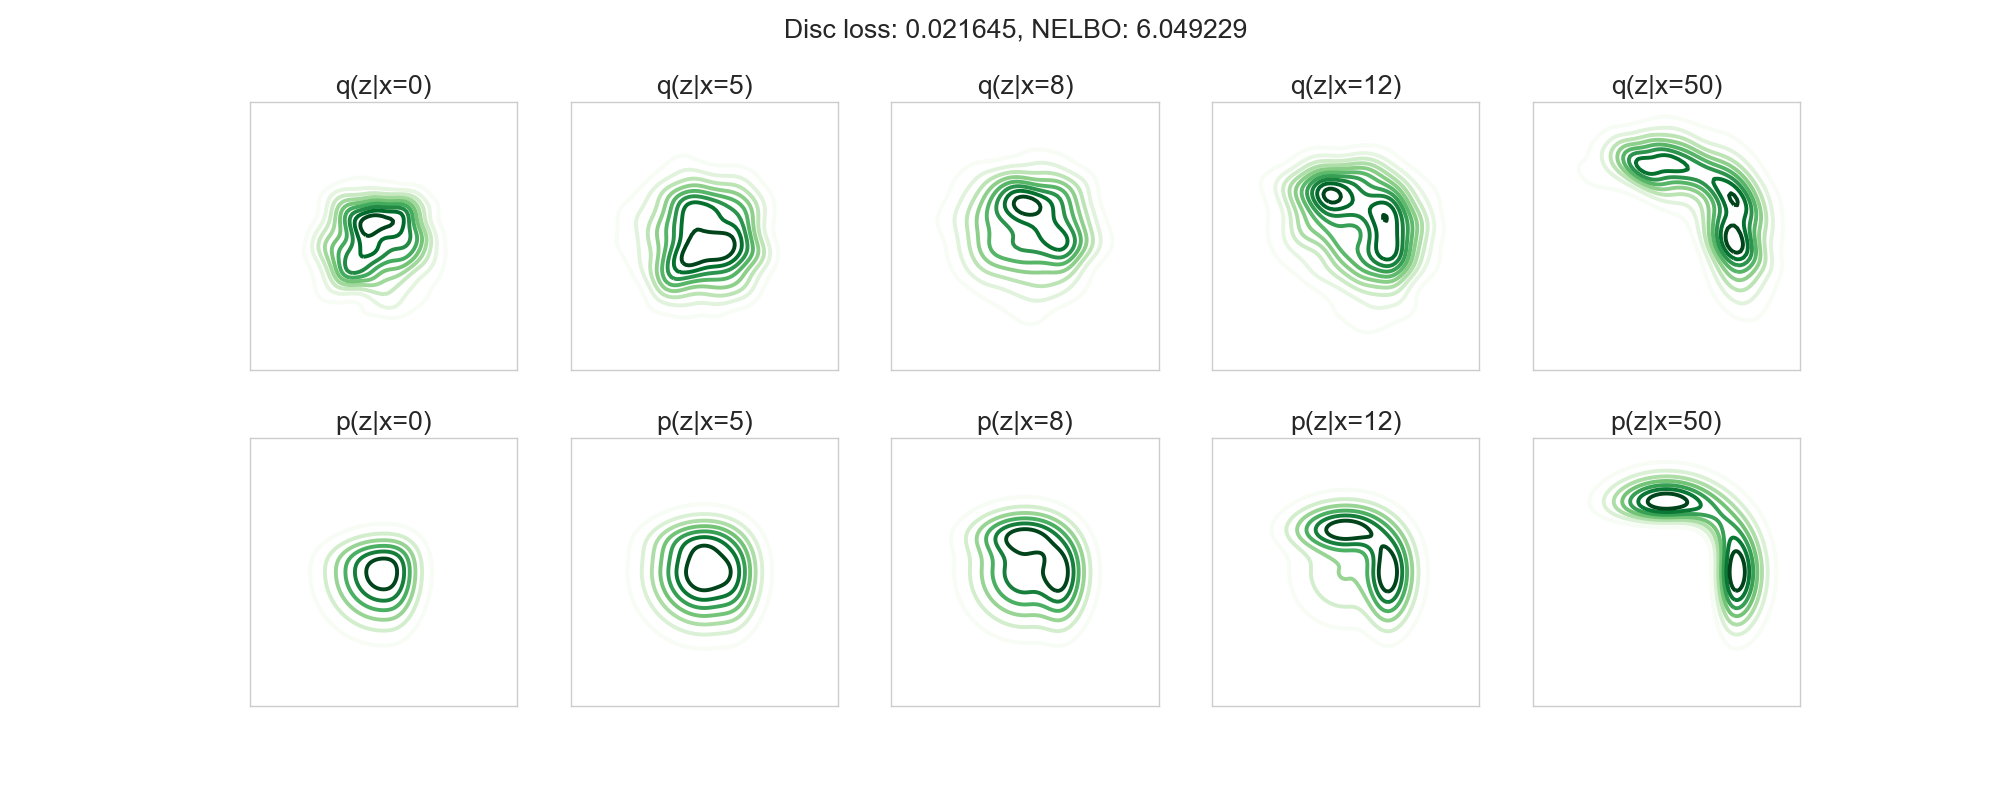 Disc loss: 0.021645, NELBO: 6.049229
q(z|x=0) q(z|x=5) q(z|x=8) q(z|x=12) q(z|x=50)
p(z|x=0) p(z|x=5) p(z|x=8) p(z|x=12) p(z|x=50)